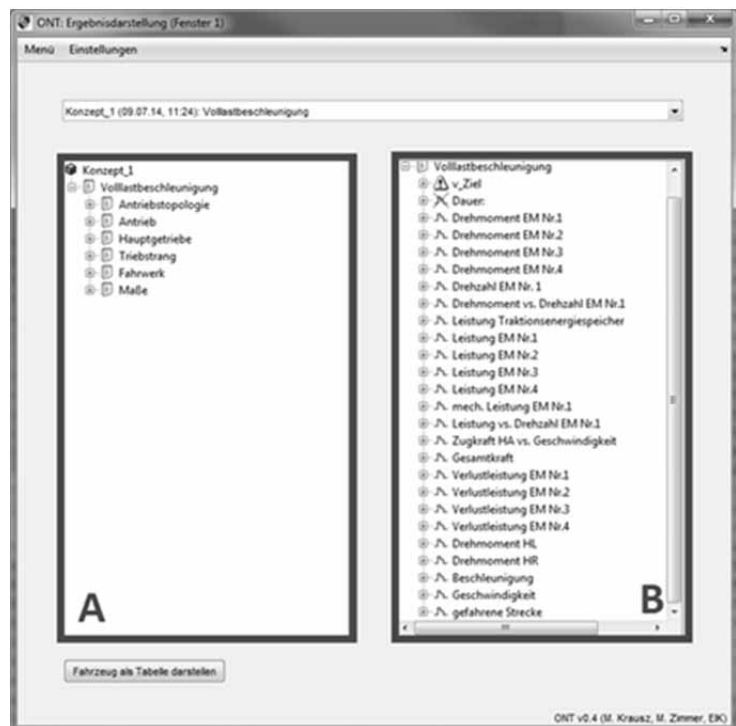 ONT: Ergebnisdarstellung (Fenster 1)
Menü Einstellungen
Konzept_1 (09.07.14, 11:24): Volllastbeschleunigung
Konzept_1
Volllastbeschleunigung
Antriebstopologie
Antrieb
Hauptgetriebe
Triebstrang
Fahrwerk
Maße
A
Volllastbeschleunigung
v_Ziel
Dauer:
Drehmoment EM Nr.1
Drehmoment EM Nr.2
Drehmoment EM Nr.3
Drehmoment EM Nr.4
Drehzahl EM Nr. 1
Drehmoment vs. Drehzahl EM Nr.1
Leistung Traktionsenergiespeicher
Leistung EM Nr.1
Leistung EM Nr.2
Leistung EM Nr.3
Leistung EM Nr.4
mech. Leistung EM Nr.1
Leistung vs. Drehzahl EM Nr.1
Zugkraft HA vs. Geschwindigkeit
Gesamtkraft
Verlustleistung EM Nr.1
Verlustleistung EM Nr.2
Verlustleistung EM Nr.3
Verlustleistung EM Nr.4
Drehmoment HL
Drehmoment HR
Beschleunigung
Geschwindigkeit
gefahrene Strecke
B
Fahrzeug als Tabelle darstellen
ONT v0.4 (M. Krausz, M. Zimmer, EIK)